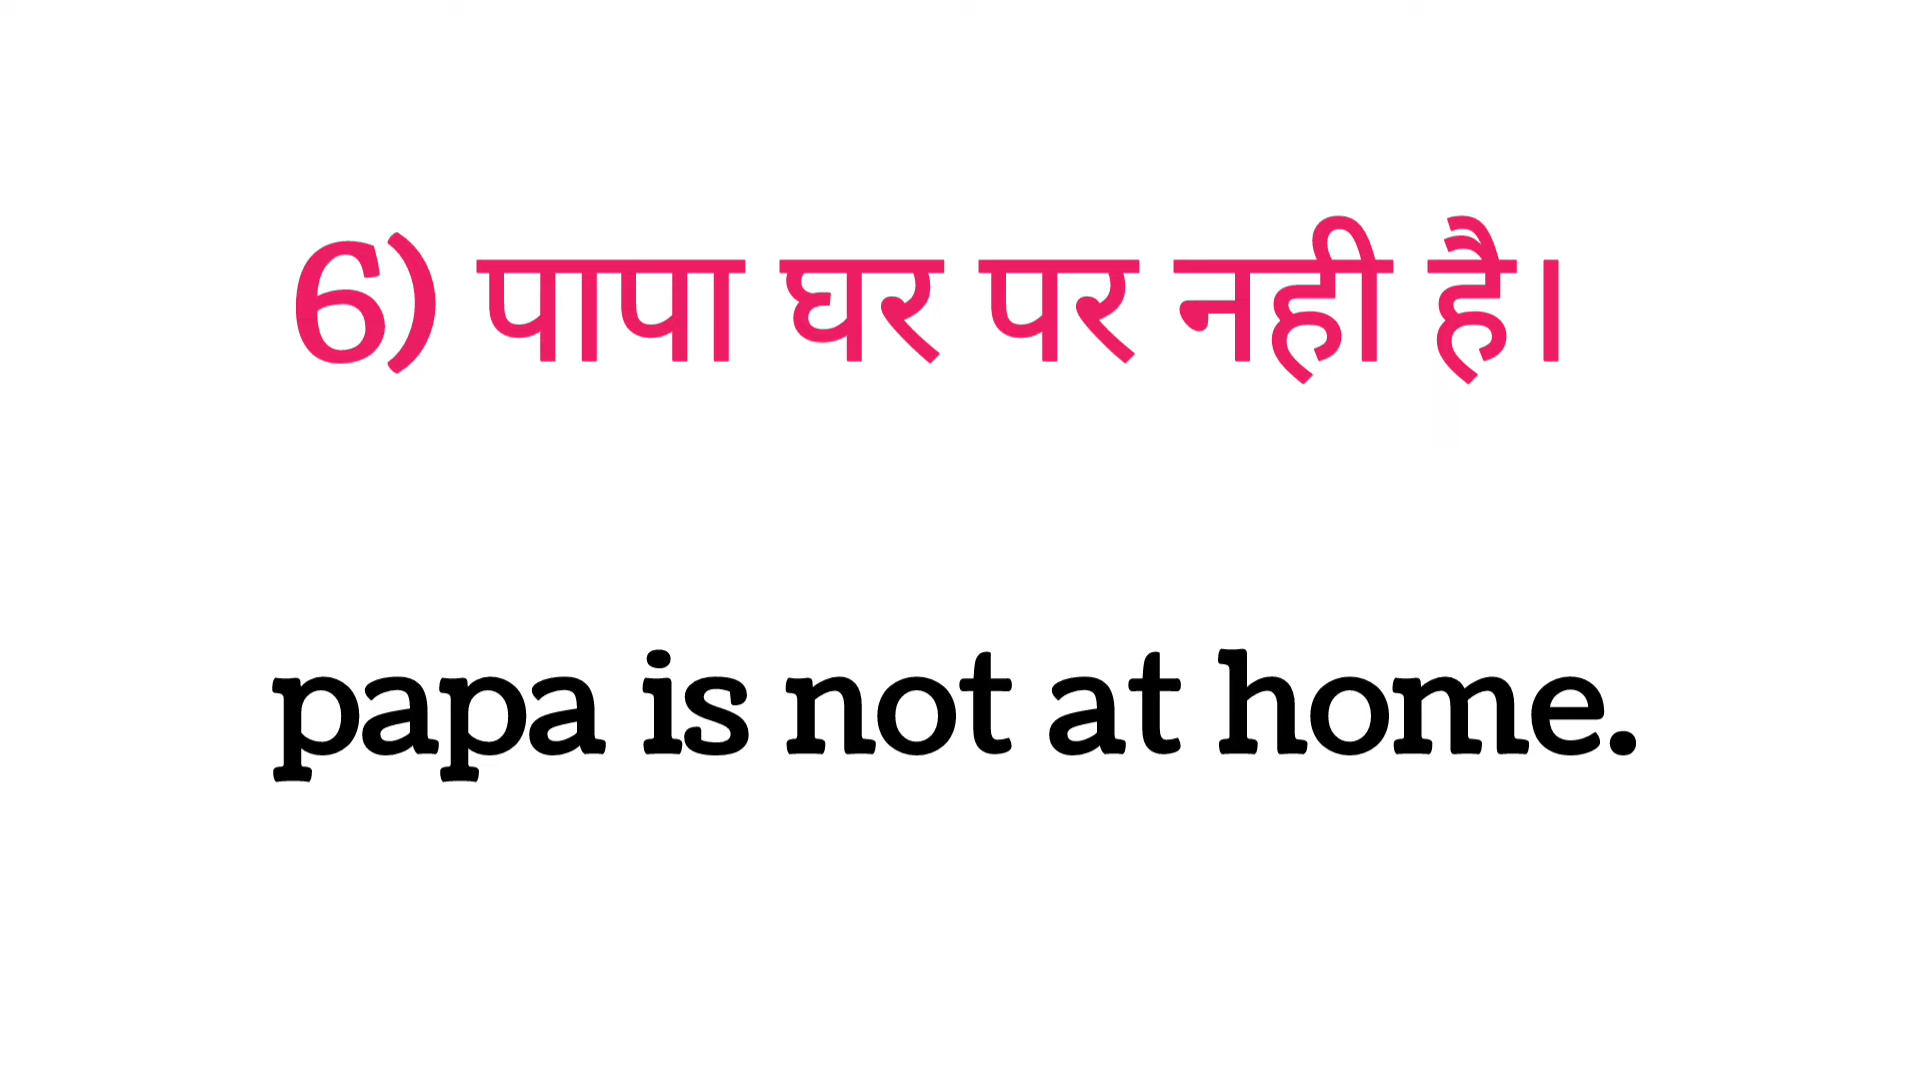 6) पापा घर पर नही है।
papa is not at home.